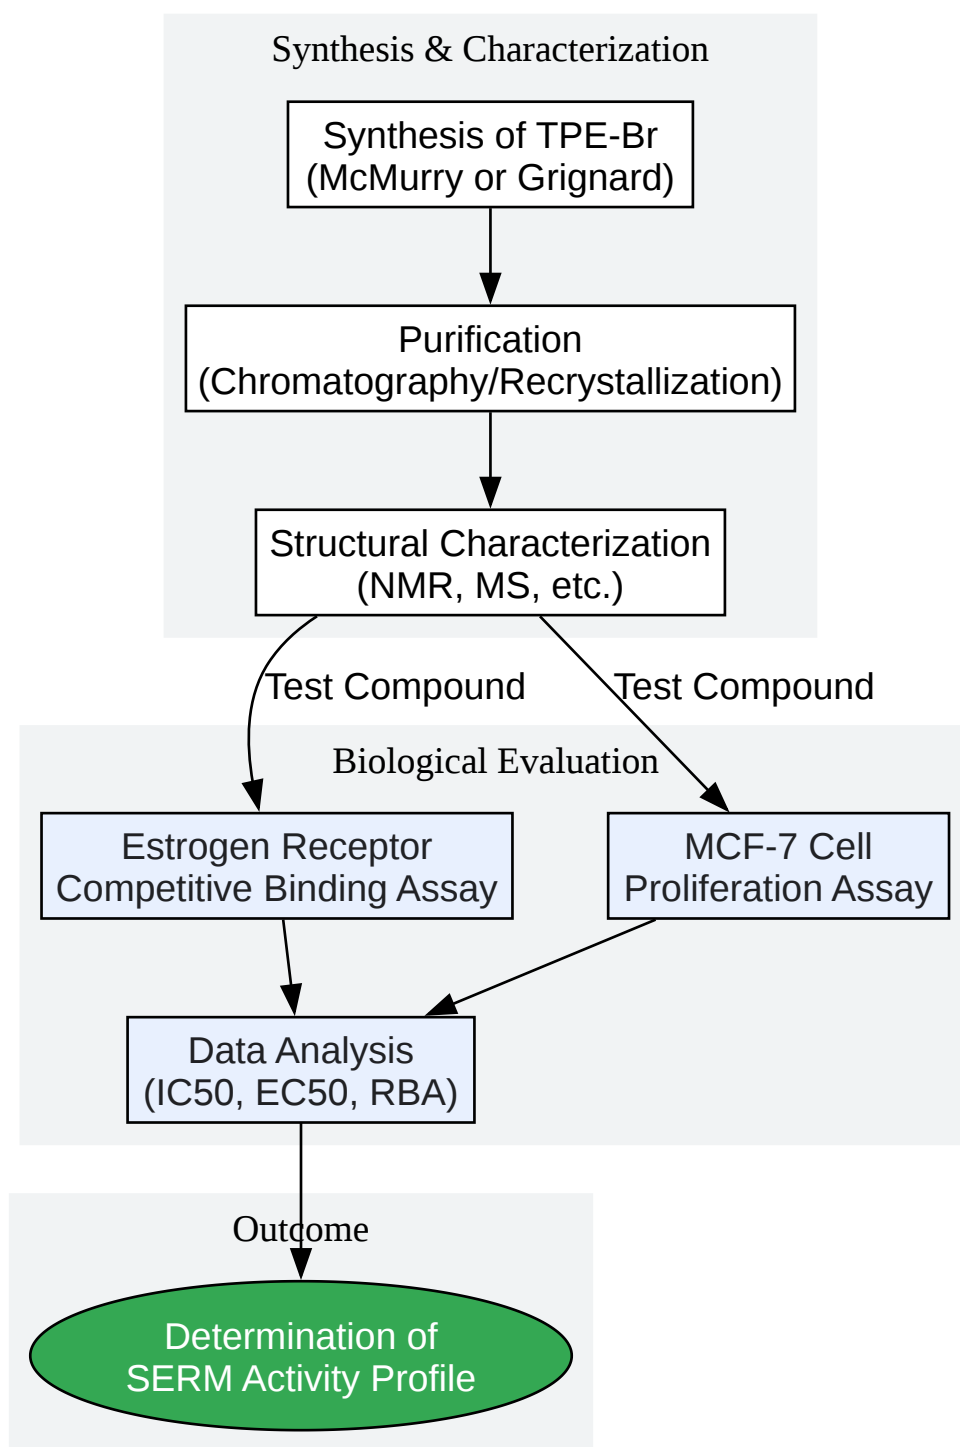 Synthesis & Characterization
Synthesis of TPE-Br
(McMurry or Grignard)
Purification
(Chromatography/Recrystallization)
Structural Characterization
(NMR, MS, etc.)
Test Compound
Test Compound
Biological Evaluation
Estrogen Receptor
Competitive Binding Assay
MCF-7 Cell
Proliferation Assay
Data Analysis
(IC50, EC50, RBA)
Outcome
Determination of
SERM Activity Profile